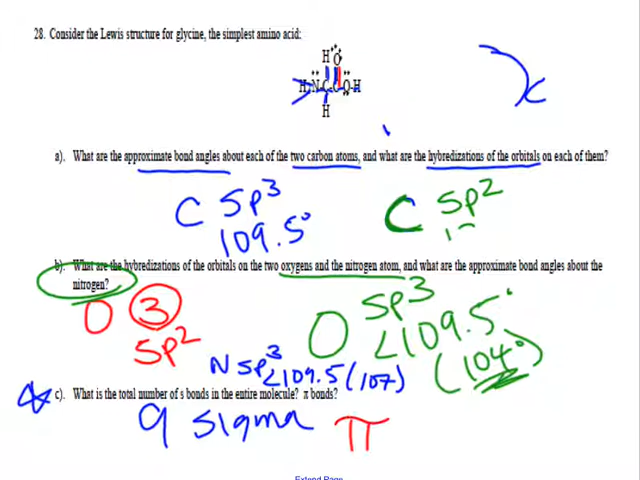 28. Consider the Lewis structure for glycine, the simplest amino acid:
H O
H₂N-C-C-O-H
H
a). What are the approximate bond angles about each of the two carbon atoms, and what are the hybredizations of the orbitals on each of them?
C sp³ C sp²
109.5° 12
b). What are the hybredizations of the orbitals on the two oxygens and the nitrogen atom, and what are the approximate bond angles about the
nitrogen?
O 3 O sp³
sp² <109.5°
N sp³ (104°)
<109.5 (107)
c). What is the total number of s bonds in the entire molecule? π bonds?
9 sigma π
Extend Page